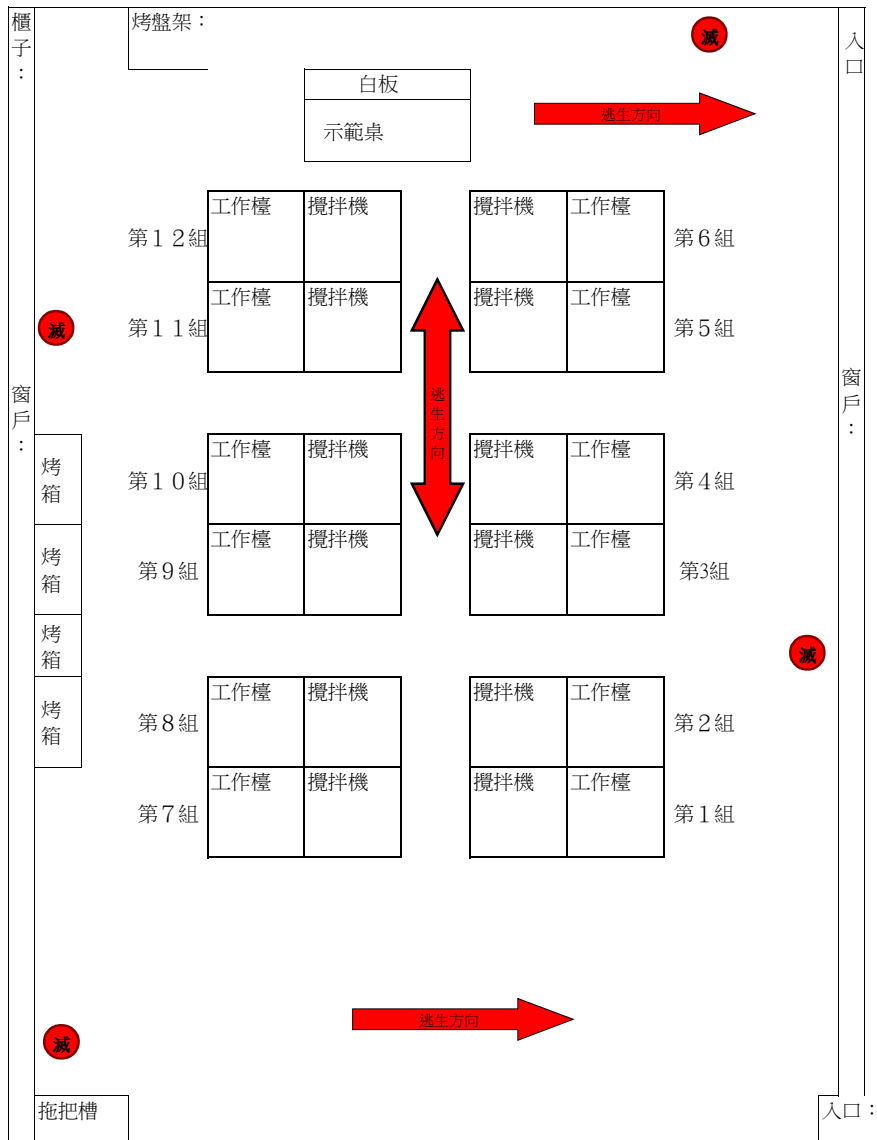 櫃子：
烤盤架：
滅
入口
白板
示範桌
逃生方向
工作檯 攪拌機 攪拌機 工作檯
第１２組 第６組
工作檯 攪拌機 攪拌機 工作檯
滅 第１１組 第５組
窗戶：
窗戶：
逃生方向
工作檯 攪拌機 攪拌機 工作檯
烤箱 第１０組 第４組
工作檯 攪拌機 攪拌機 工作檯
烤箱 第９組 第3組
烤箱
滅
工作檯 攪拌機 攪拌機 工作檯
烤箱 第８組 第２組
工作檯 攪拌機 攪拌機 工作檯
第７組 第１組
逃生方向
滅
拖把槽
入口：